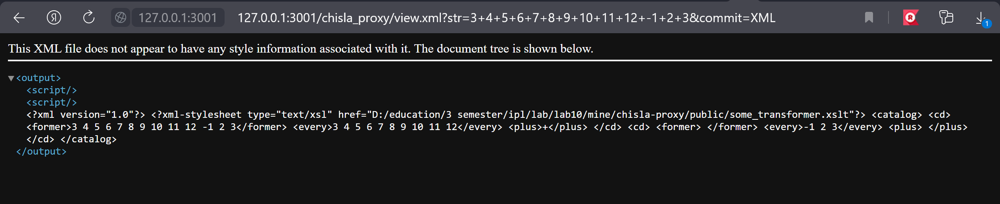 Я 127.0.0.1:3001 127.0.0.1:3001/chisla_proxy/view.xml?str=3+4+5+6+7+8+9+10+11+12+-1+2+3&commit=XML R 1
This XML file does not appear to have any style information associated with it. The document tree is shown below.
<output>
<script/>
<script/>
<?xml version="1.0"?> <?xml-stylesheet type="text/xsl" href="D:/education/3 semester/ipl/lab/lab10/mine/chisla-proxy/public/some_transformer.xslt"?> <catalog> <cd>
<former>3 4 5 6 7 8 9 10 11 12 -1 2 3</former> <every>3 4 5 6 7 8 9 10 11 12</every> <plus>+</plus> </cd> <cd> <former> </former> <every>-1 2 3</every> <plus> </plus>
</cd> </catalog>
</output>